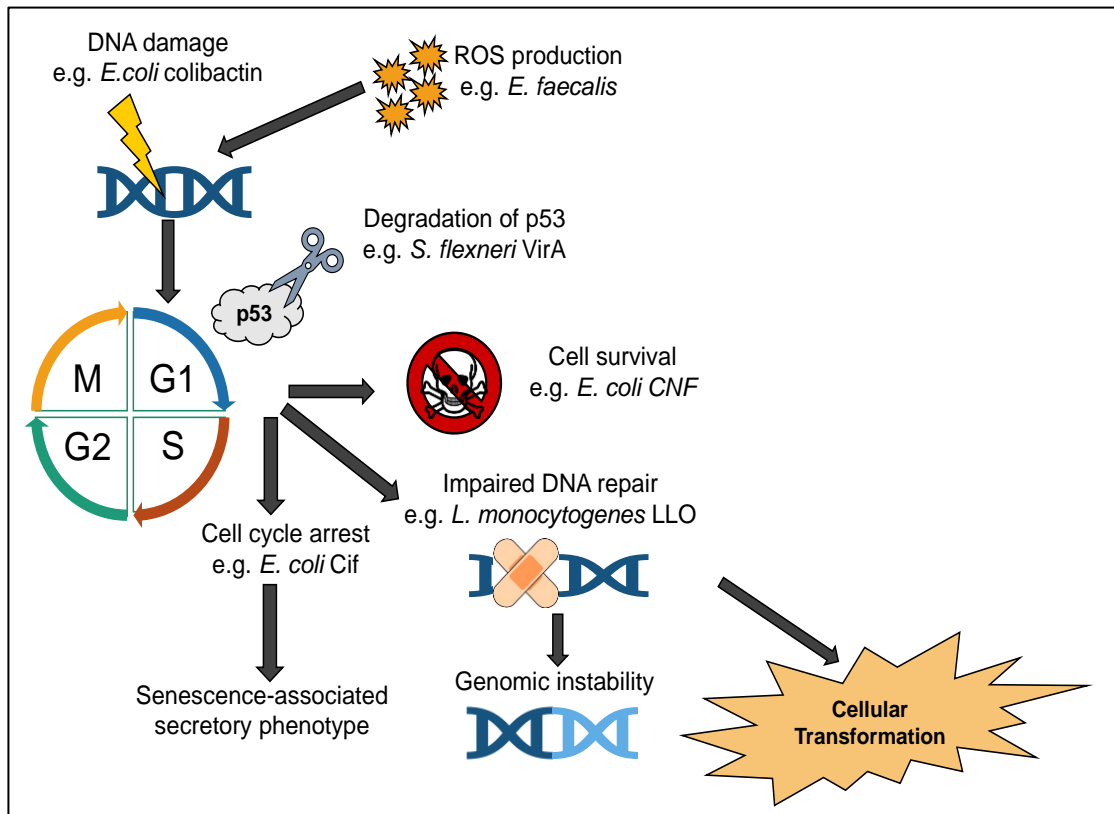 DNA damage
e.g. E.coli colibactin
ROS production
e.g. E. faecalis
Degradation of p53
e.g. S. flexneri VirA
p53
M
G1
G2
S
Cell survival
e.g. E. coli CNF
Impaired DNA repair
e.g. L. monocytogenes LLO
Cell cycle arrest
e.g. E. coli Cif
Senescence-associated
secretory phenotype
Genomic instability
Cellular
Transformation